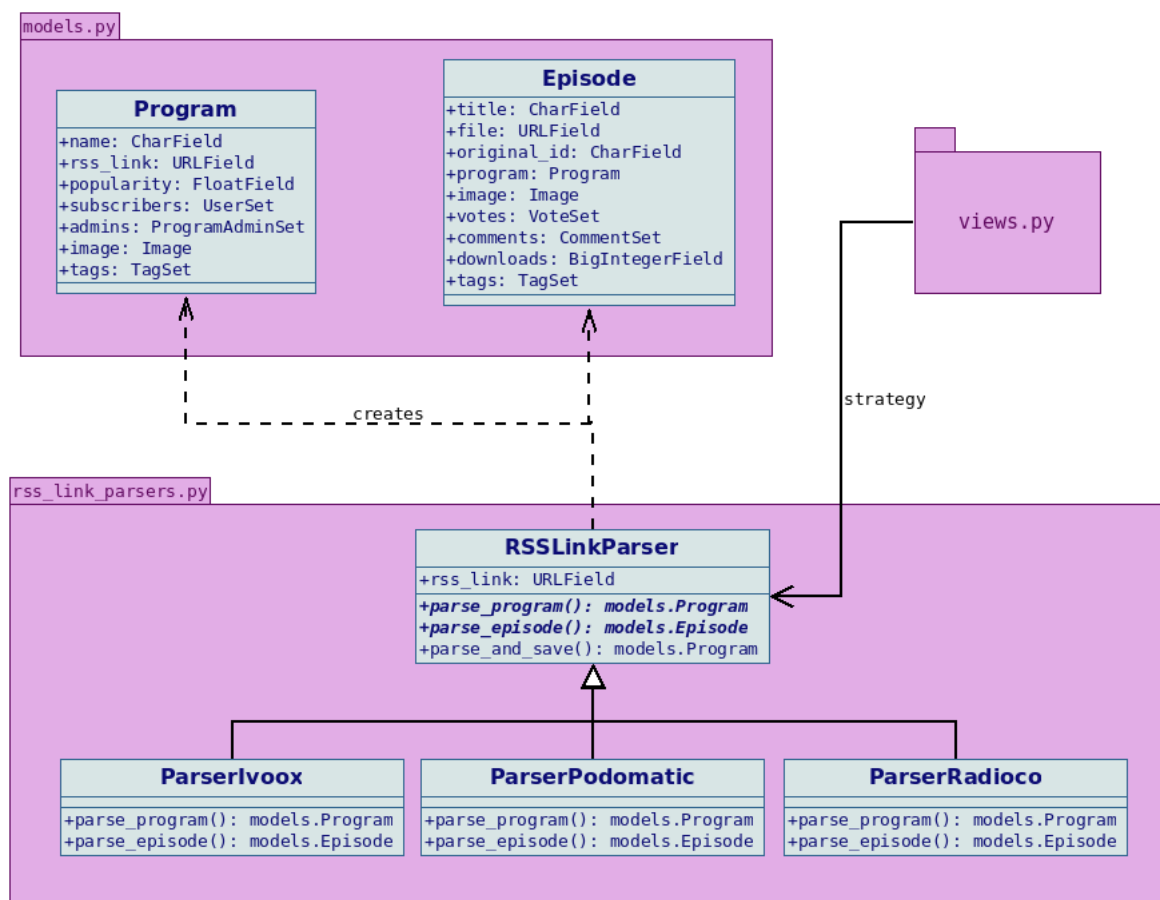 models.py
Program
+name: CharField
+rss_link: URLField
+popularity: FloatField
+subscribers: UserSet
+admins: ProgramAdminSet
+image: Image
+tags: TagSet
Episode
+title: CharField
+file: URLField
+original_id: CharField
+program: Program
+image: Image
+votes: VoteSet
+comments: CommentSet
+downloads: BigIntegerField
+tags: TagSet
views.py
creates
strategy
rss_link_parsers.py
RSSLinkParser
+rss_link: URLField
+parse_program(): models.Program
+parse_episode(): models.Episode
+parse_and_save(): models.Program
ParserIvoox
+parse_program(): models.Program
+parse_episode(): models.Episode
ParserPodomatic
+parse_program(): models.Program
+parse_episode(): models.Episode
ParserRadioco
+parse_program(): models.Program
+parse_episode(): models.Episode